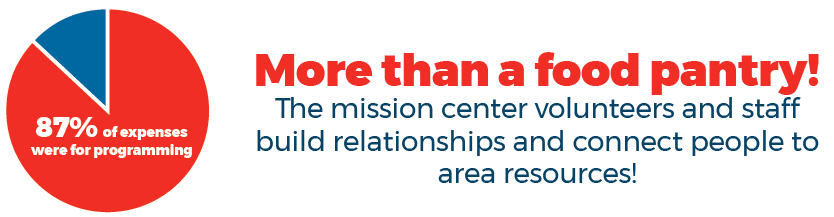 87% of expenses
were for programming
More than a food pantry!
The mission center volunteers and staff
build relationships and connect people to
area resources!